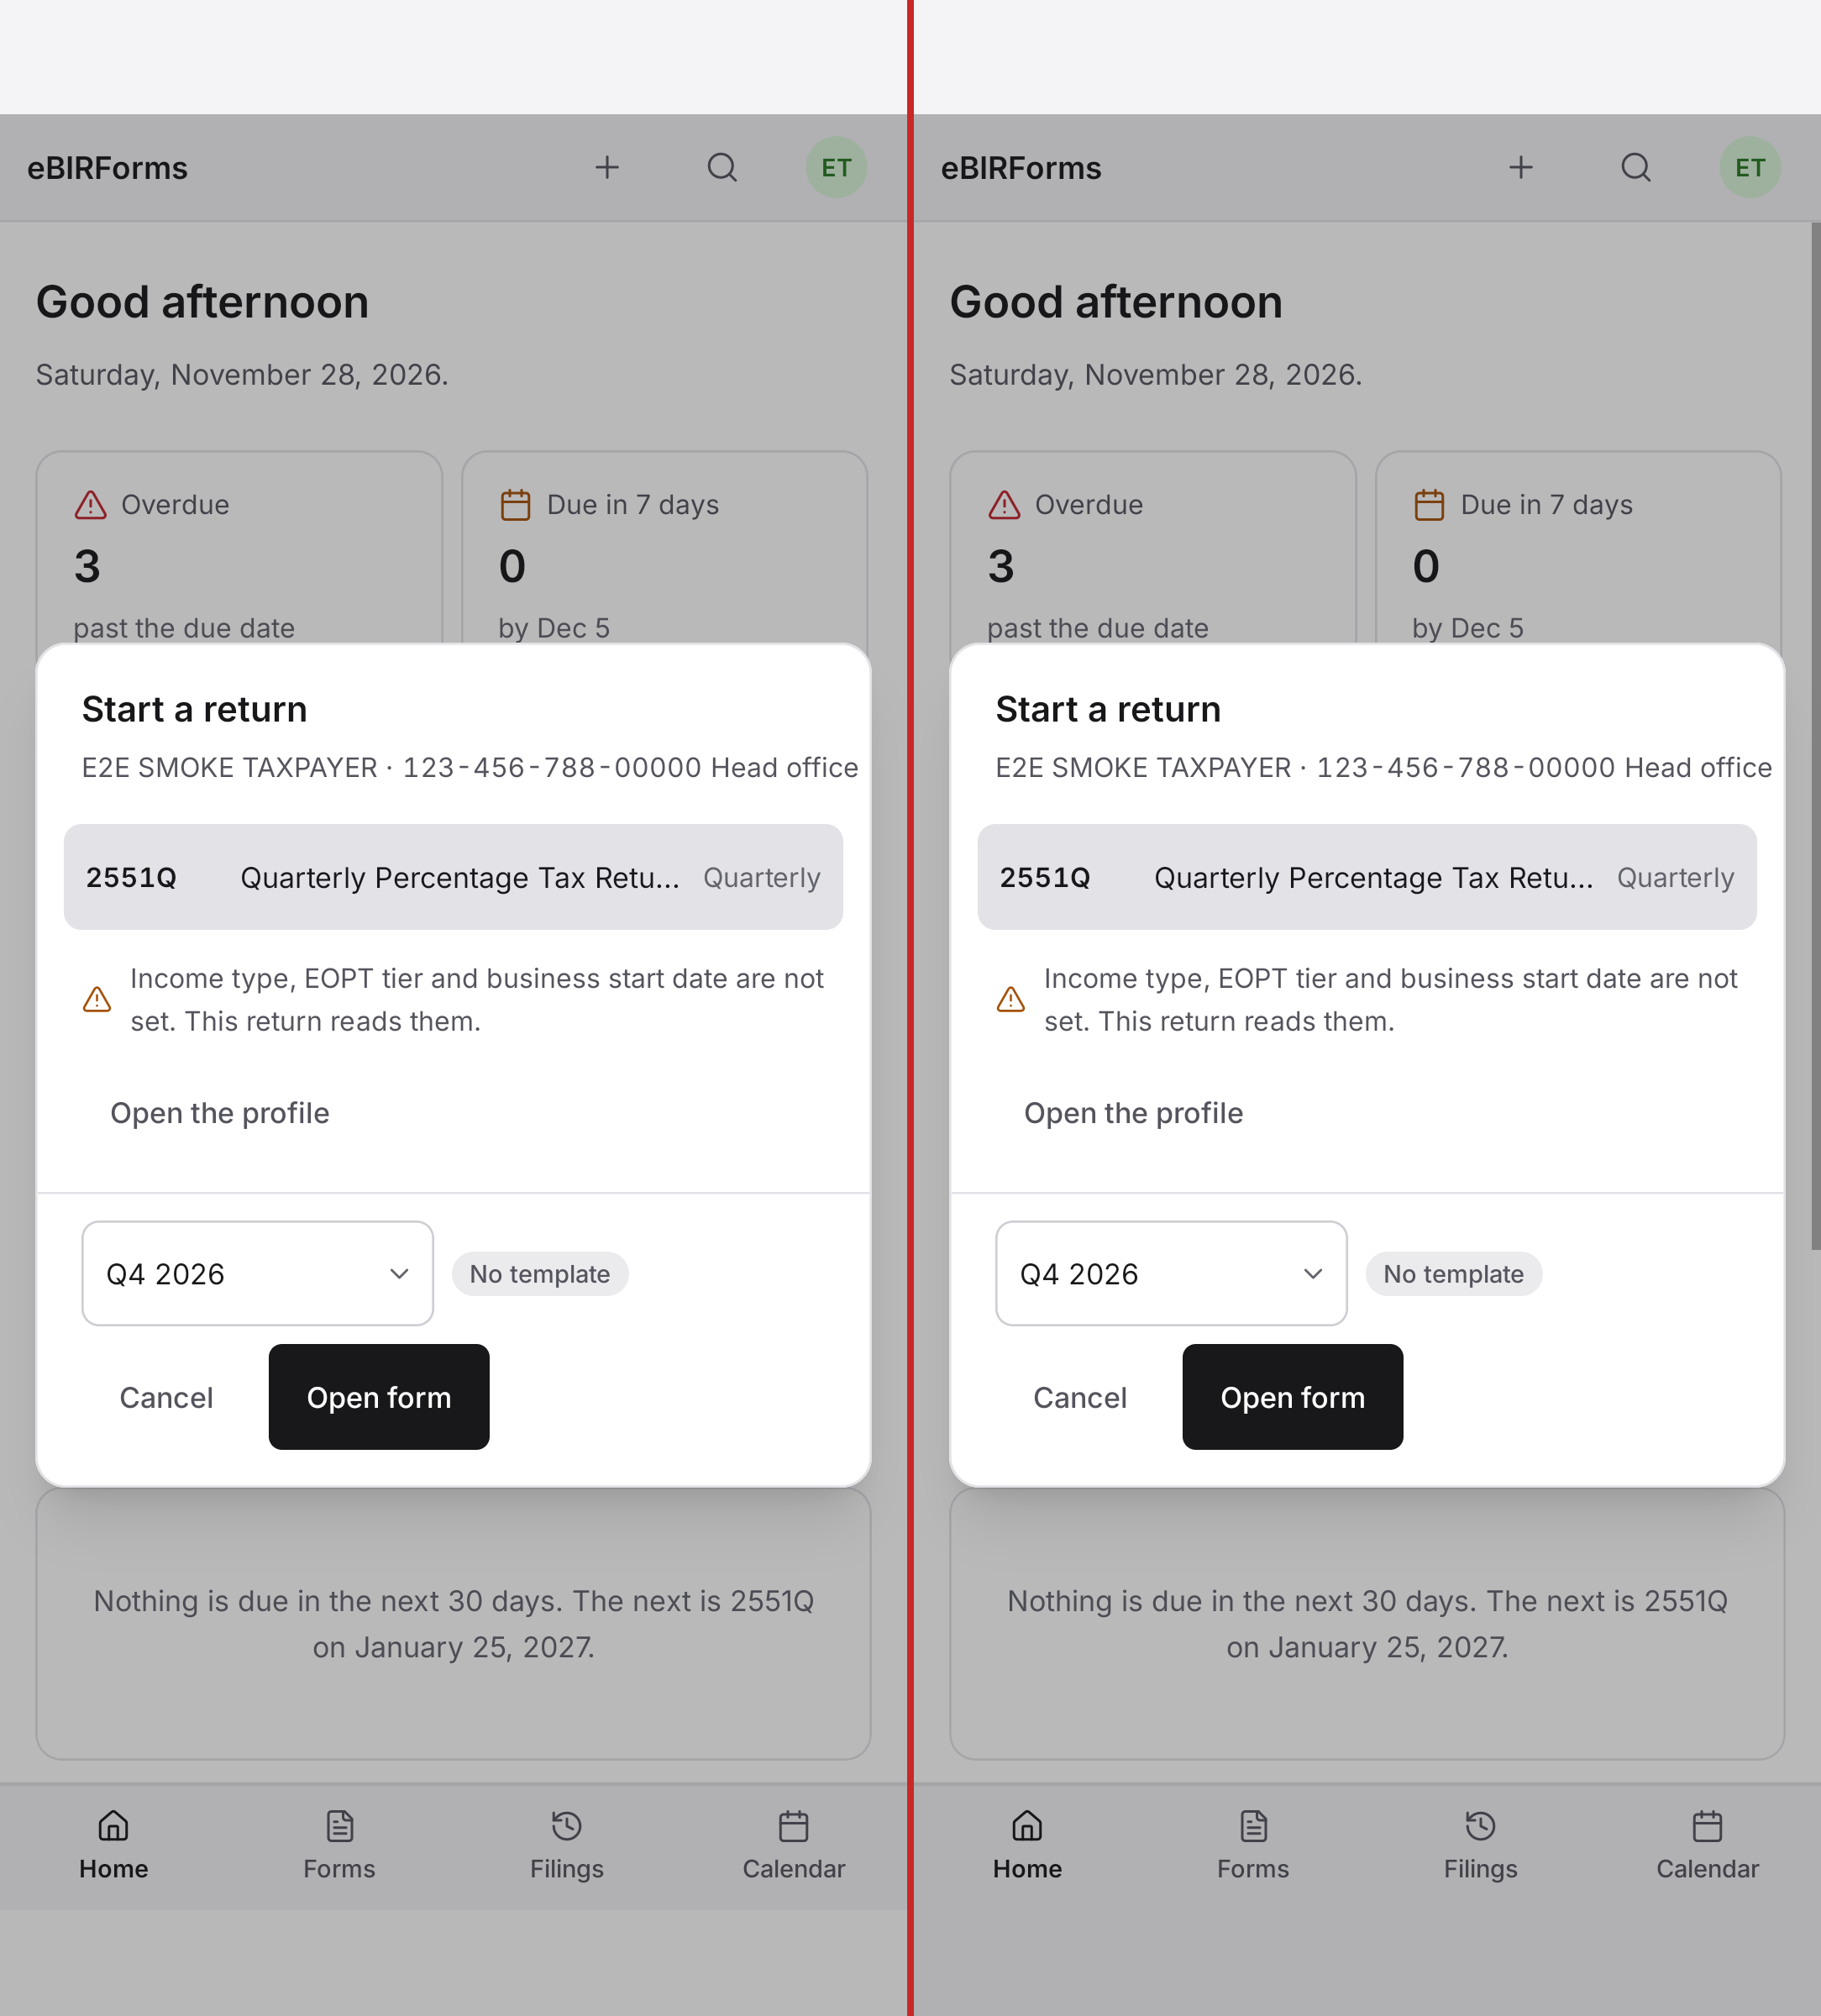 eBIRForms
ET
Good afternoon
Saturday, November 28, 2026.
Overdue
Due in 7 days
3
0
past the due date
by Dec 5
Start a return
E2E SMOKE TAXPAYER · 123-456-788-00000 Head office
2551Q Quarterly Percentage Tax Retu... Quarterly
Income type, EOPT tier and business start date are not
set. This return reads them.
Open the profile
Q4 2026
No template
Cancel
Open form
Nothing is due in the next 30 days. The next is 2551Q
on January 25, 2027.
Home
Forms
Filings
Calendar
eBIRForms
ET
Good afternoon
Saturday, November 28, 2026.
Overdue
Due in 7 days
3
0
past the due date
by Dec 5
Start a return
E2E SMOKE TAXPAYER · 123-456-788-00000 Head office
2551Q Quarterly Percentage Tax Retu... Quarterly
Income type, EOPT tier and business start date are not
set. This return reads them.
Open the profile
Q4 2026
No template
Cancel
Open form
Nothing is due in the next 30 days. The next is 2551Q
on January 25, 2027.
Home
Forms
Filings
Calendar